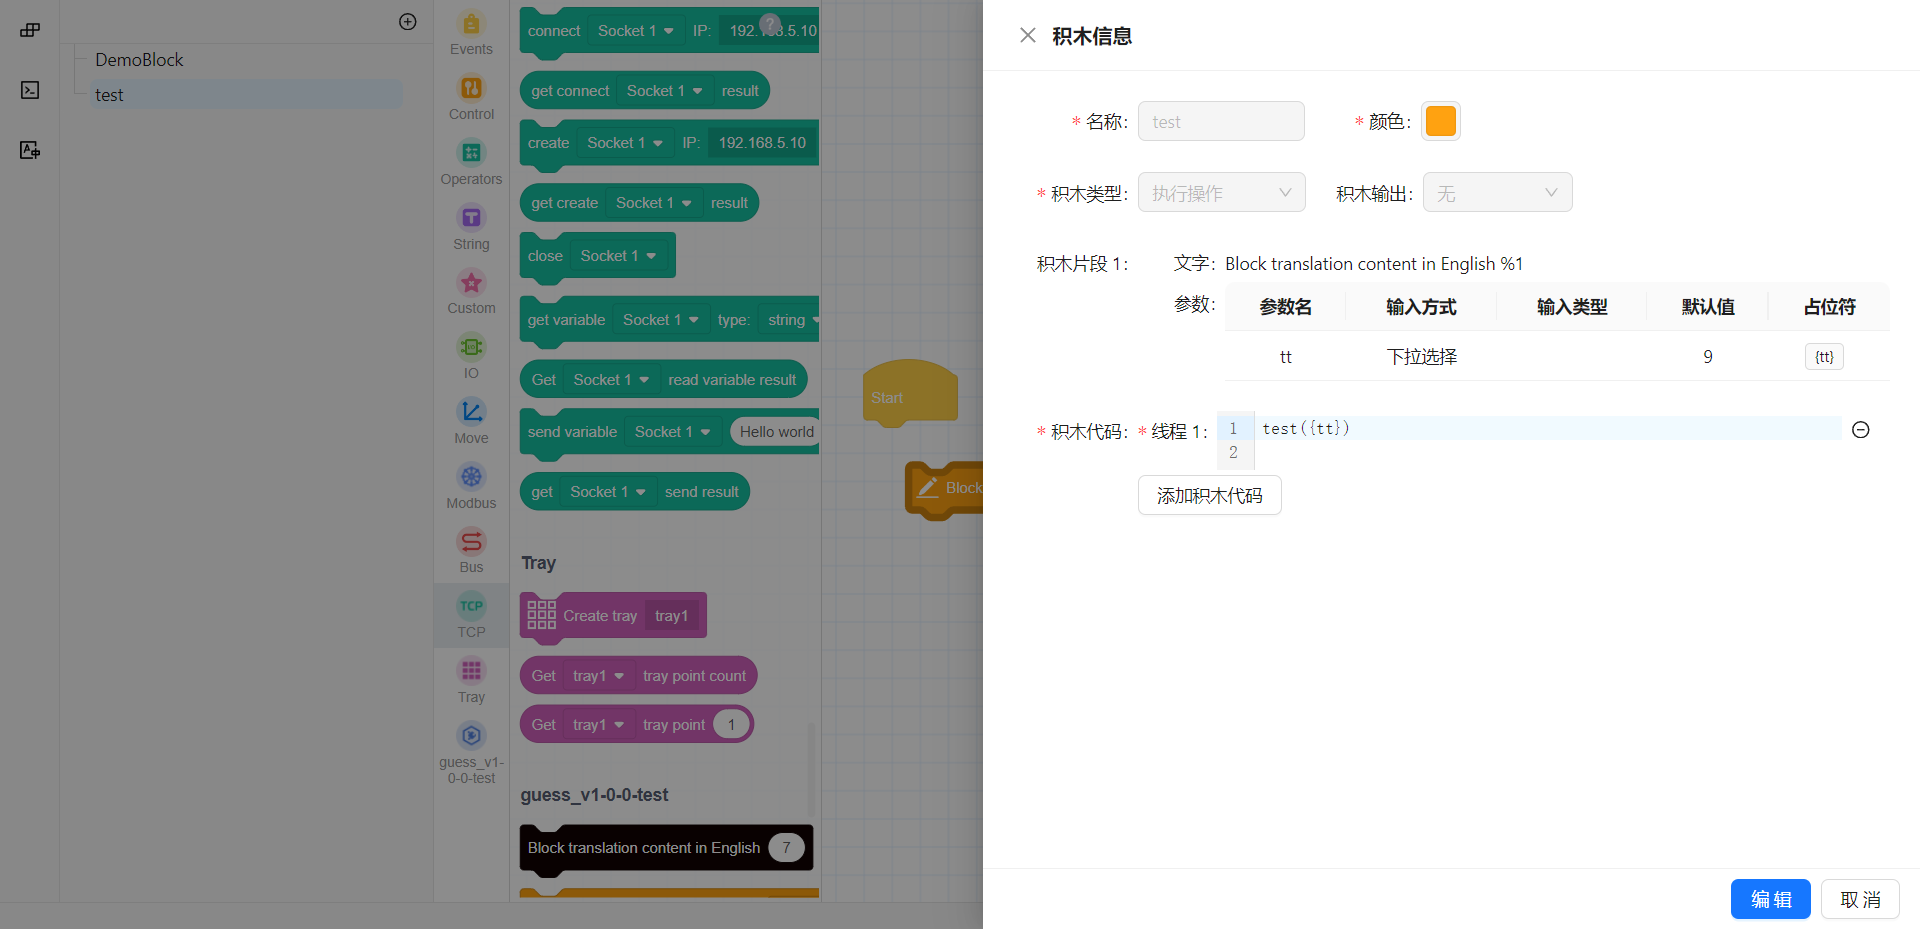 DemoBlock
test
Events
Control
Operators
String
Custom
IO
Move
Modbus
Bus
TCP
TCP
Tray
guess_v1-0-0-test
connect Socket 1 IP: 192.168.5.10
?
get connect Socket 1 result
create Socket 1 IP: 192.168.5.10
get create Socket 1 result
close Socket 1
get variable Socket 1 type: string
Get Socket 1 read variable result
send variable Socket 1 Hello world
get Socket 1 send result
Tray
Create tray tray1
Get tray1 tray point count
Get tray1 tray point 1
guess_v1-0-0-test
Block translation content in English 7
Start
Block
积木信息
* 名称: test * 颜色:
* 积木类型: 执行操作 积木输出: 无
积木片段 1: 文字: Block translation content in English %1
参数: 参数名 输入方式 输入类型 默认值 占位符
tt 下拉选择 9 {tt}
* 积木代码: * 线程 1: 1 test({tt})
2
添加积木代码
编辑 取消